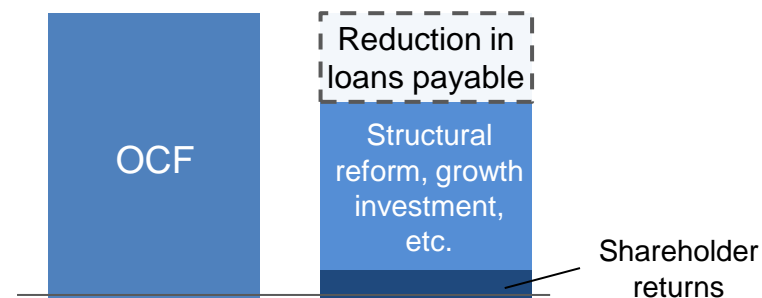 OCF
Reduction in
loans payable
Structural
reform, growth
investment,
etc.
Shareholder
returns